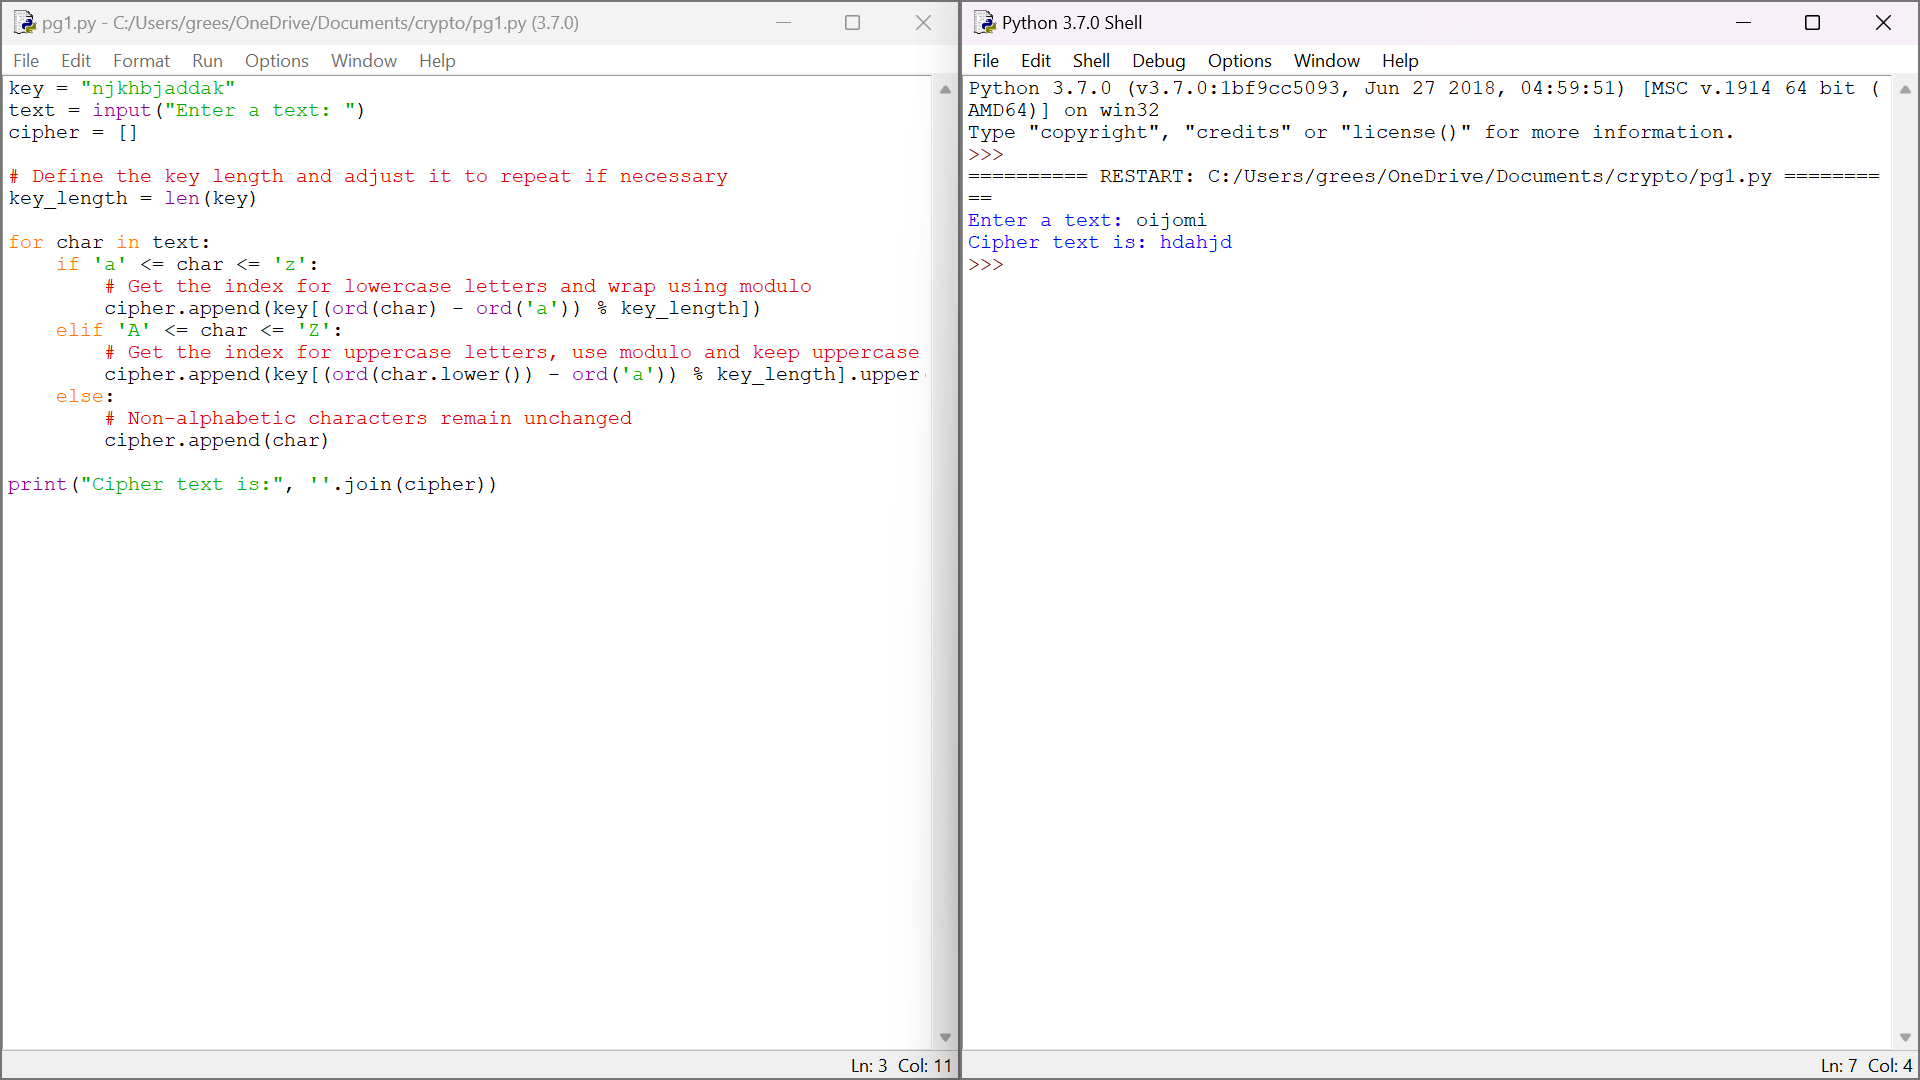 pg1.py - C:/Users/grees/OneDrive/Documents/crypto/pg1.py (3.7.0)
File Edit Format Run Options Window Help
key = "njkhbjaddak"
text = input("Enter a text: ")
cipher = []
# Define the key length and adjust it to repeat if necessary
key_length = len(key)
for char in text:
    if 'a' <= char <= 'z':
        # Get the index for lowercase letters and wrap using modulo
        cipher.append(key[(ord(char) - ord('a')) % key_length])
    elif 'A' <= char <= 'Z':
        # Get the index for uppercase letters, use modulo and keep uppercase
        cipher.append(key[(ord(char.lower()) - ord('a')) % key_length].upper
    else:
        # Non-alphabetic characters remain unchanged
        cipher.append(char)
print("Cipher text is:", ''.join(cipher))
Ln: 3 Col: 11
Python 3.7.0 Shell
File Edit Shell Debug Options Window Help
Python 3.7.0 (v3.7.0:1bf9cc5093, Jun 27 2018, 04:59:51) [MSC v.1914 64 bit (
AMD64)] on win32
Type "copyright", "credits" or "license()" for more information.
>>>
========== RESTART: C:/Users/grees/OneDrive/Documents/crypto/pg1.py ========
==
Enter a text: oijomi
Cipher text is: hdahjd
>>>
Ln: 7 Col: 4